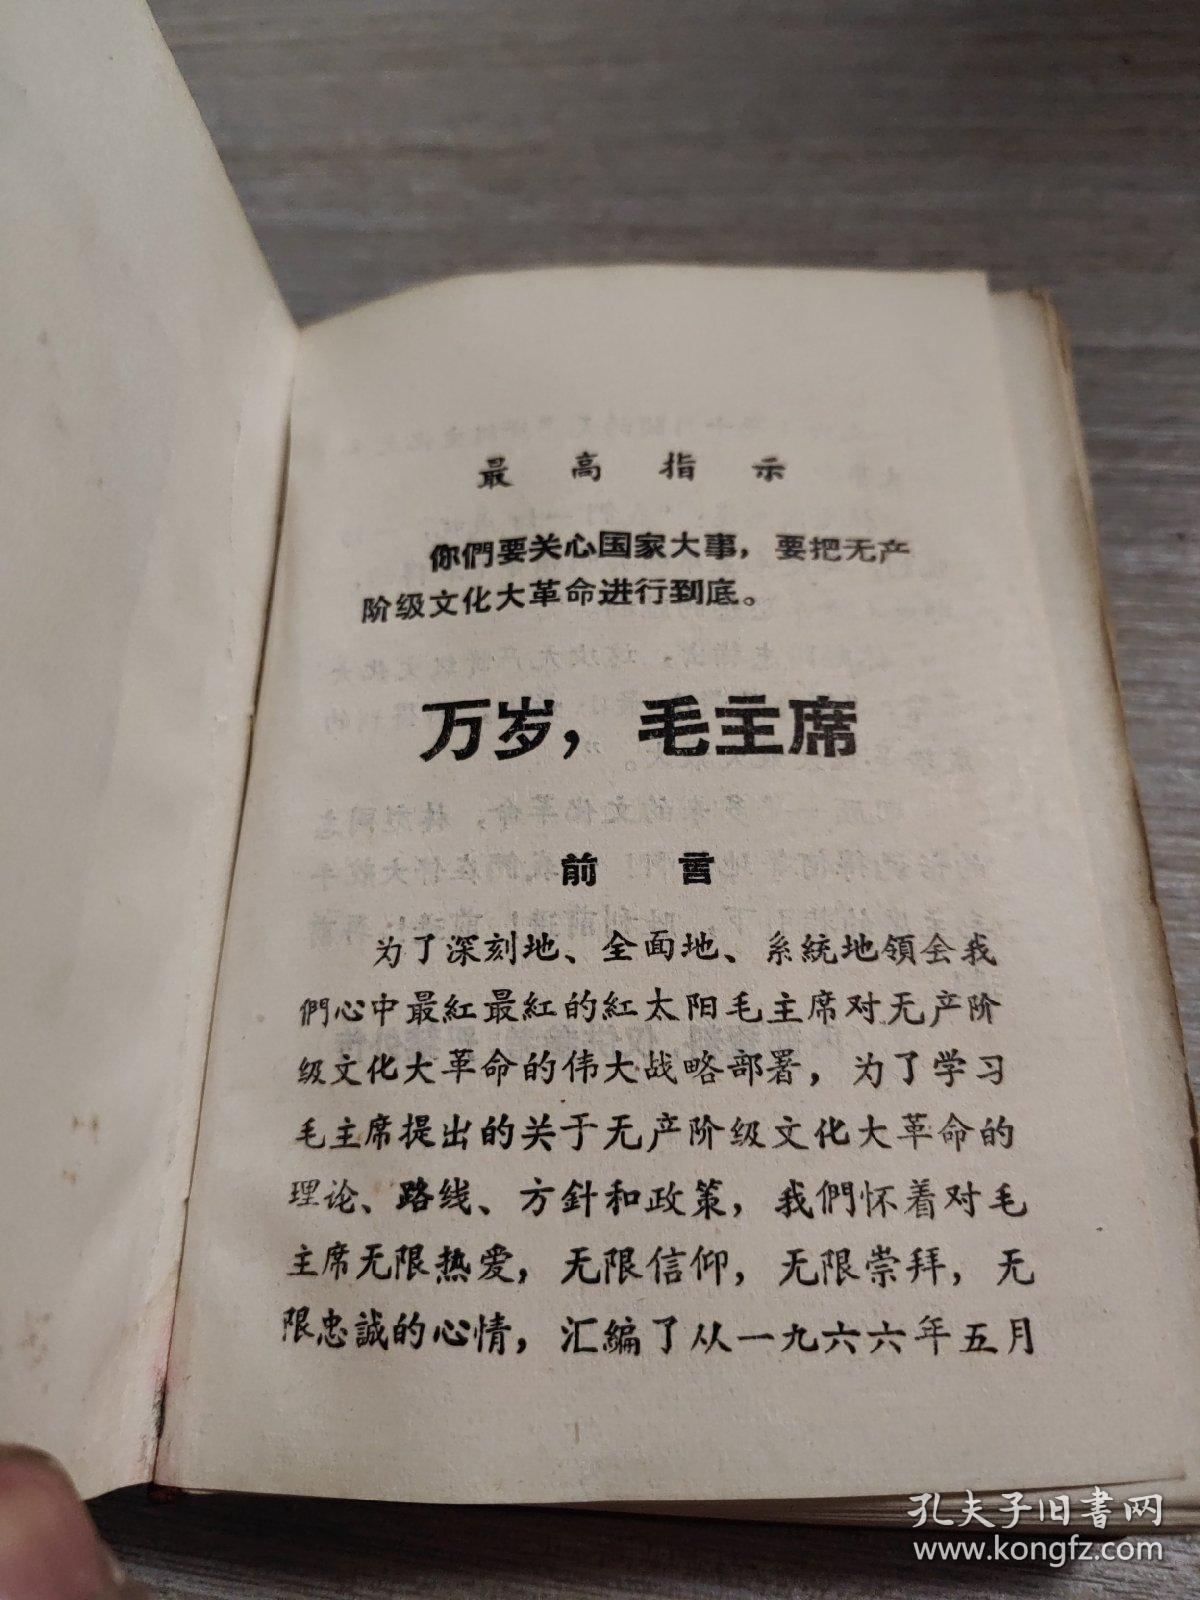 最高指示
你們要关心国家大事，要把无产
阶级文化大革命进行到底。
万岁，毛主席
前言
为了深刻地、全面地、系統地領会我
們心中最紅最紅的紅太阳毛主席对无产阶
级文化大革命的伟大战略部署，为了学习
毛主席提出的关于无产阶级文化大革命的
理论、路线、方針和政策，我們怀着对毛
主席无限热爱，无限信仰，无限崇拜，无
限忠誠的心情，汇編了从一九六六年五月
孔夫子旧書网
www.kongfz.com